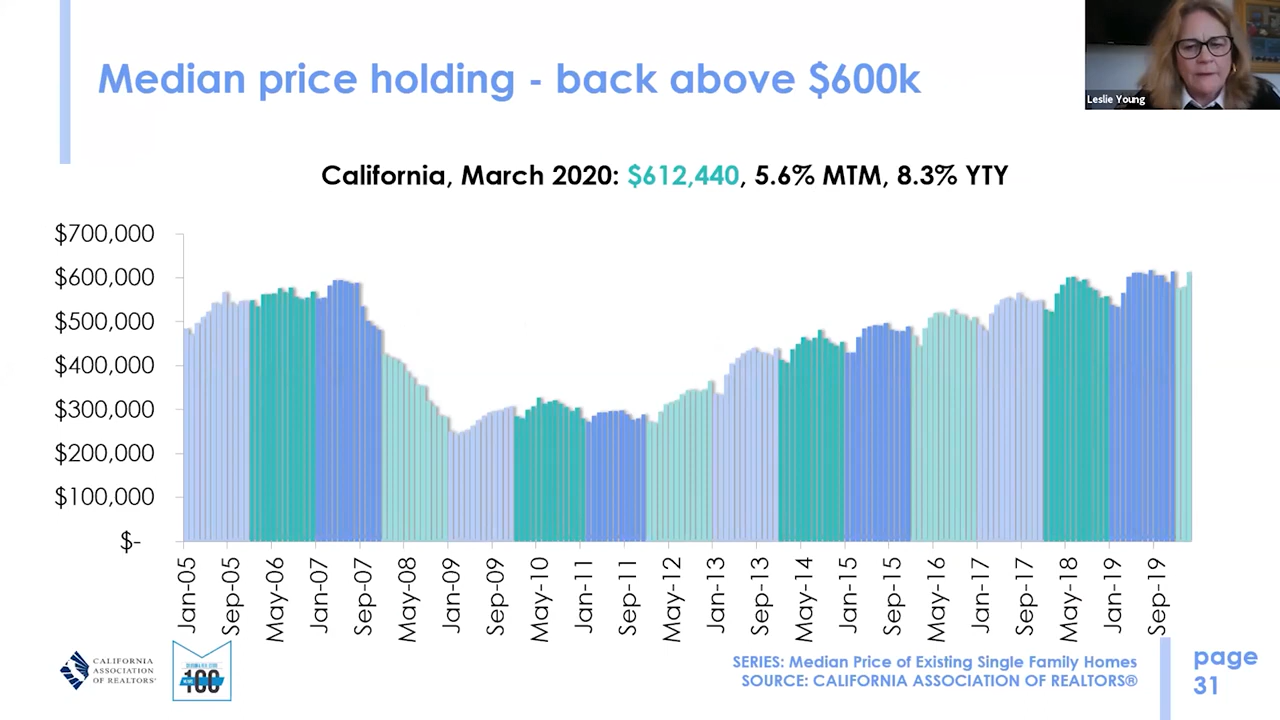 Median price holding - back above $600k
Leslie Young
California, March 2020: $612,440, 5.6% MTM, 8.3% YTY
$700,000
$600,000
$500,000
$400,000
$300,000
$200,000
$100,000
$-
Jan-05
Sep-05
May-06
Jan-07
Sep-07
May-08
Jan-09
Sep-09
May-10
Jan-11
Sep-11
May-12
Jan-13
Sep-13
May-14
Jan-15
Sep-15
May-16
Jan-17
Sep-17
May-18
Jan-19
Sep-19
CALIFORNIA
ASSOCIATION
OF REALTORS®
100
SERIES: Median Price of Existing Single Family Homes
SOURCE: CALIFORNIA ASSOCIATION OF REALTORS®
page
31